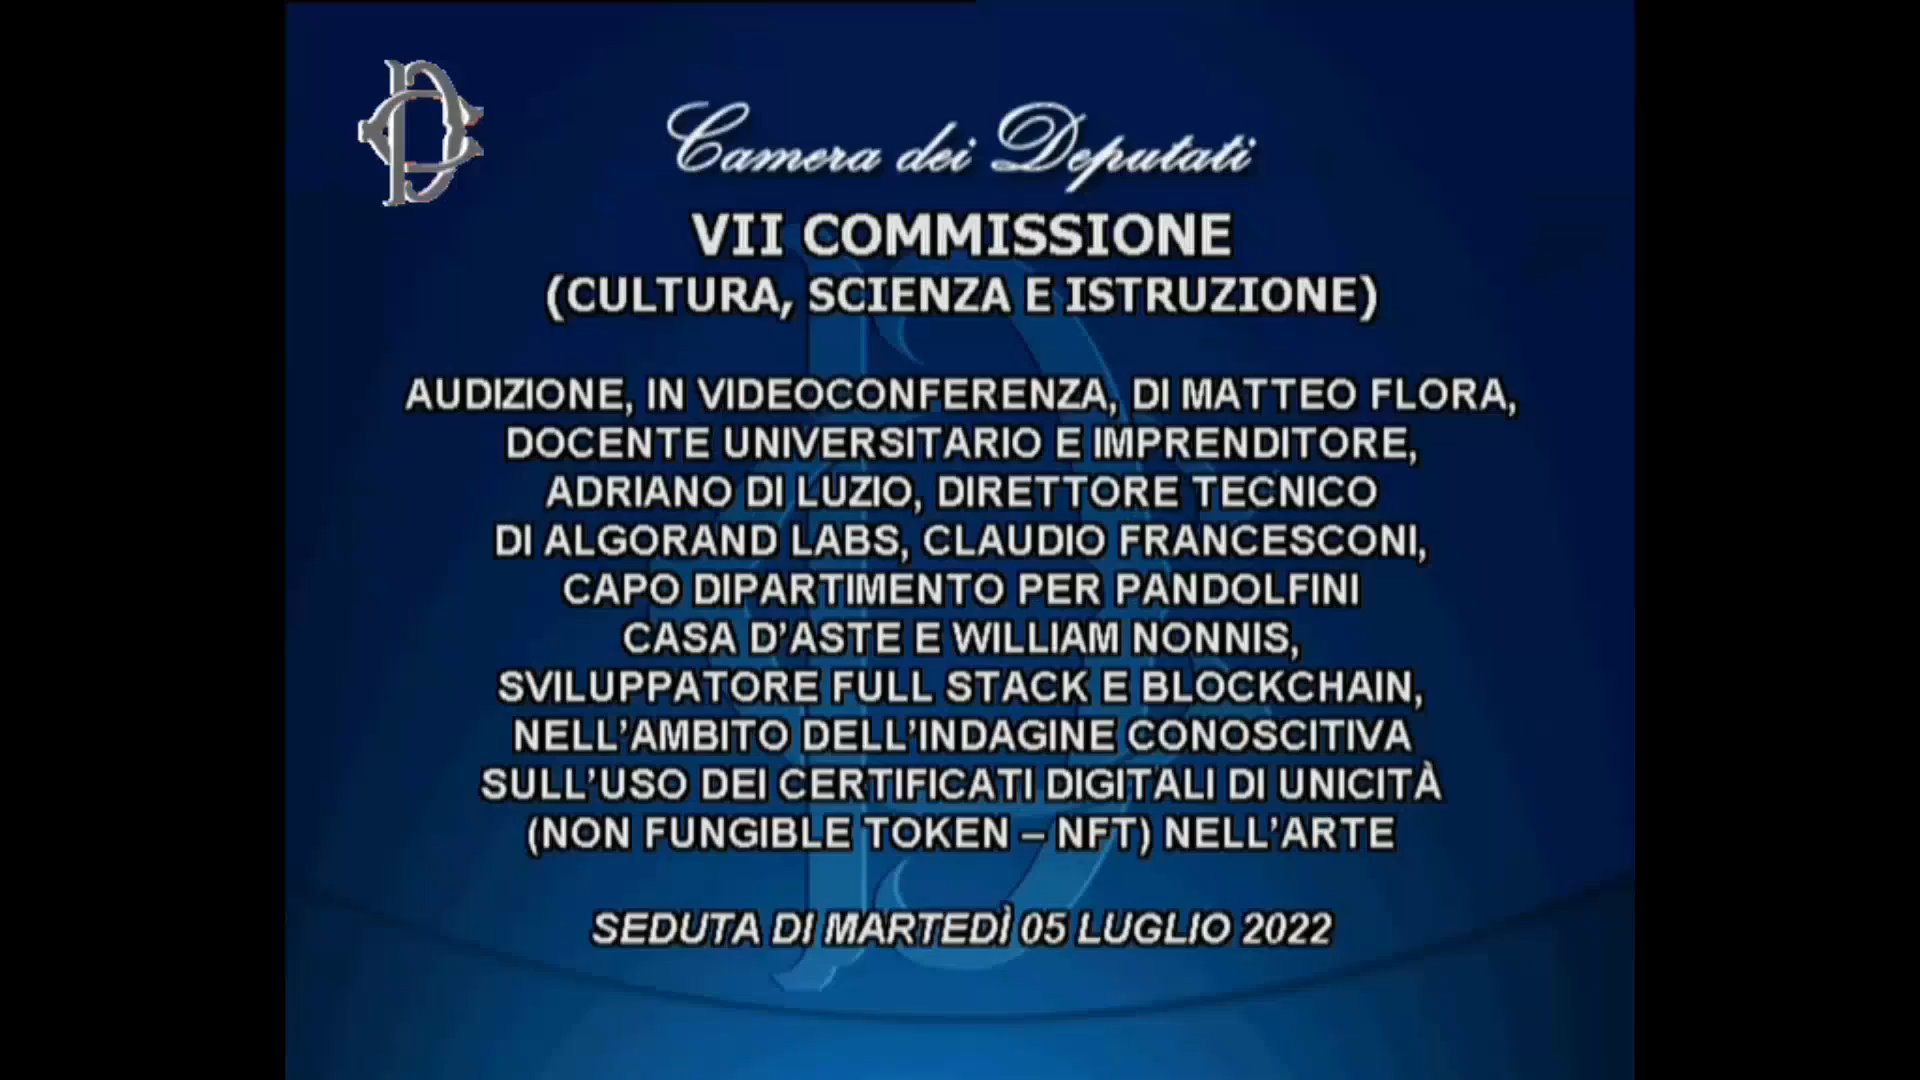 Camera dei Deputati
VII COMMISSIONE
(CULTURA, SCIENZA E ISTRUZIONE)
AUDIZIONE, IN VIDEOCONFERENZA, DI MATTEO FLORA,
DOCENTE UNIVERSITARIO E IMPRENDITORE,
ADRIANO DI LUZIO, DIRETTORE TECNICO
DI ALGORAND LABS, CLAUDIO FRANCESCONI,
CAPO DIPARTIMENTO PER PANDOLFINI
CASA D’ASTE E WILLIAM NONNIS,
SVILUPPATORE FULL STACK E BLOCKCHAIN,
NELL’AMBITO DELL’INDAGINE CONOSCITIVA
SULL’USO DEI CERTIFICATI DIGITALI DI UNICITÀ
(NON FUNGIBLE TOKEN – NFT) NELL’ARTE
SEDUTA DI MARTEDÌ 05 LUGLIO 2022